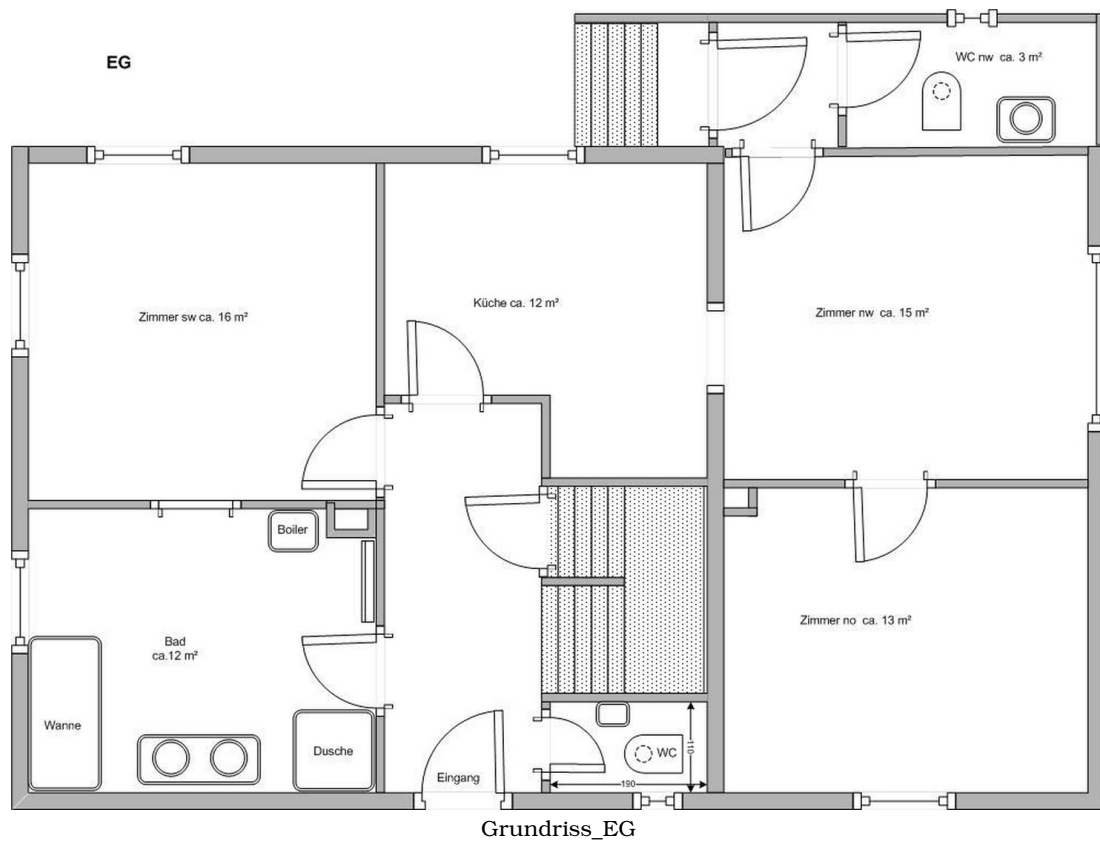 EG
WC nw ca. 3 m²
Zimmer sw ca. 16 m²
Küche ca. 12 m²
Zimmer nw ca. 15 m²
Boiler
Bad
ca.12 m²
Zimmer no ca. 13 m²
Wanne
Dusche
Eingang
WC
110
190
Grundriss_EG